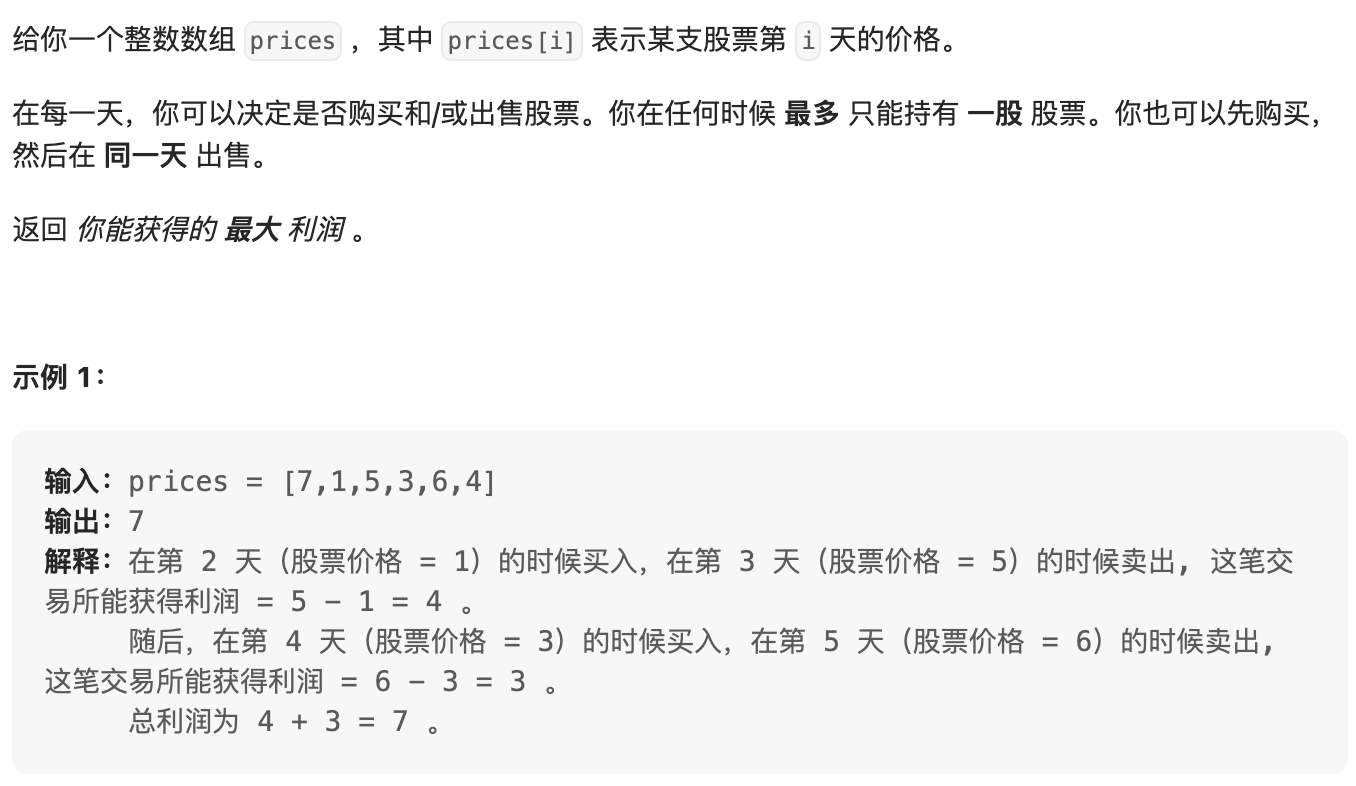 给你一个整数数组 prices ，其中 prices[i] 表示某支股票第 i 天的价格。
在每一天，你可以决定是否购买和/或出售股票。你在任何时候 最多 只能持有 一股 股票。你也可以先购买，
然后在 同一天 出售。
返回 你能获得的 最大 利润 。
示例 1：
输入：prices = [7,1,5,3,6,4]
输出：7
解释：在第 2 天（股票价格 = 1）的时候买入，在第 3 天（股票价格 = 5）的时候卖出, 这笔交
易所能获得利润 = 5 - 1 = 4 。
随后，在第 4 天（股票价格 = 3）的时候买入，在第 5 天（股票价格 = 6）的时候卖出,
这笔交易所能获得利润 = 6 - 3 = 3 。
总利润为 4 + 3 = 7 。